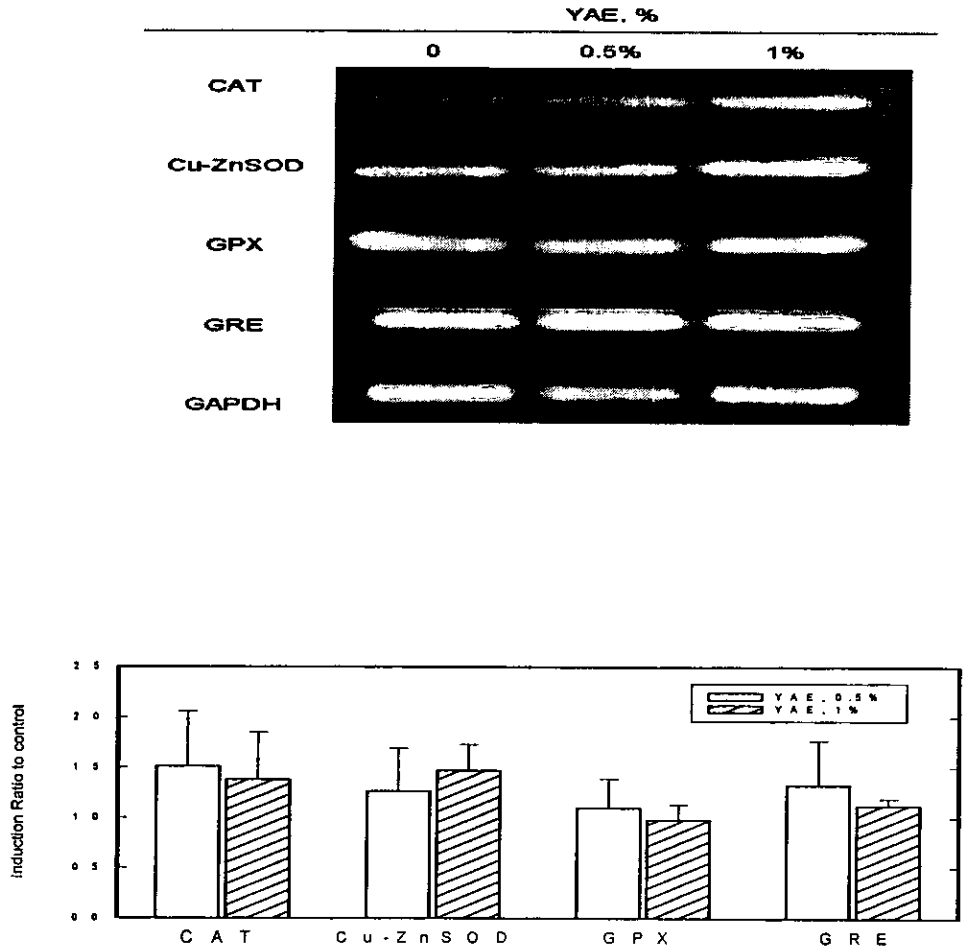 YAE. %
0 0.5% 1%
CAT
Cu-ZnSOD
GPX
GRE
GAPDH
Induction Ratio to control
2 5
2 0
1 5
1 0
0 5
0 0
YAE, 0.5%
YAE, 1%
CAT Cu-ZnSOD GPX GRE